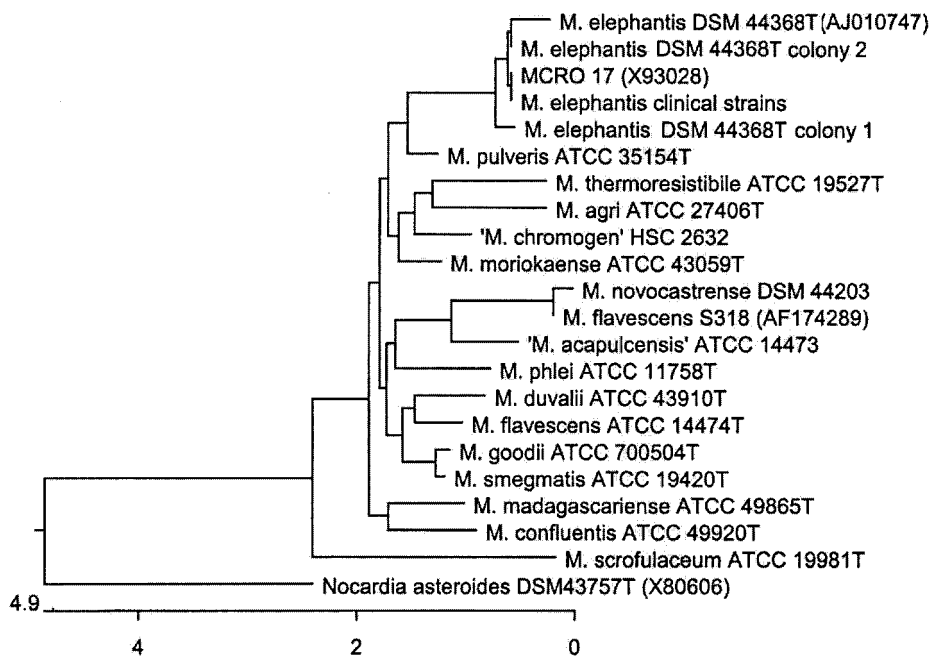 M. elephantis DSM 44368T(AJ010747)
M. elephantis DSM 44368T colony 2
MCRO 17 (X93028)
M. elephantis clinical strains
M. elephantis DSM 44368T colony 1
M. pulveris ATCC 35154T
M. thermoresistibile ATCC 19527T
M. agri ATCC 27406T
'M. chromogen' HSC 2632
M. moriokaense ATCC 43059T
M. novocastrense DSM 44203
M. flavescens S318 (AF174289)
'M. acapulcensis' ATCC 14473
M. phlei ATCC 11758T
M. duvalii ATCC 43910T
M. flavescens ATCC 14474T
M. goodii ATCC 700504T
M. smegmatis ATCC 19420T
M. madagascariense ATCC 49865T
M. confluentis ATCC 49920T
M. scrofulaceum ATCC 19981T
Nocardia asteroides DSM43757T (X80606)
4.9
4 2 0